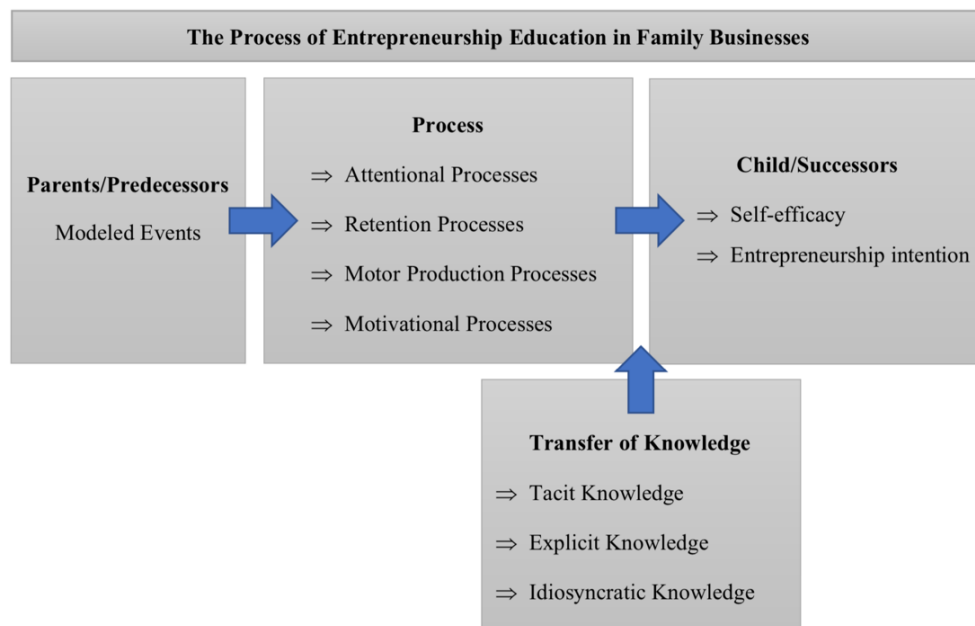 The Process of Entrepreneurship Education in Family Businesses
Parents/Predecessors
Modeled Events
Process
⇒ Attentional Processes
⇒ Retention Processes
⇒ Motor Production Processes
⇒ Motivational Processes
Child/Successors
⇒ Self-efficacy
⇒ Entrepreneurship intention
Transfer of Knowledge
⇒ Tacit Knowledge
⇒ Explicit Knowledge
⇒ Idiosyncratic Knowledge